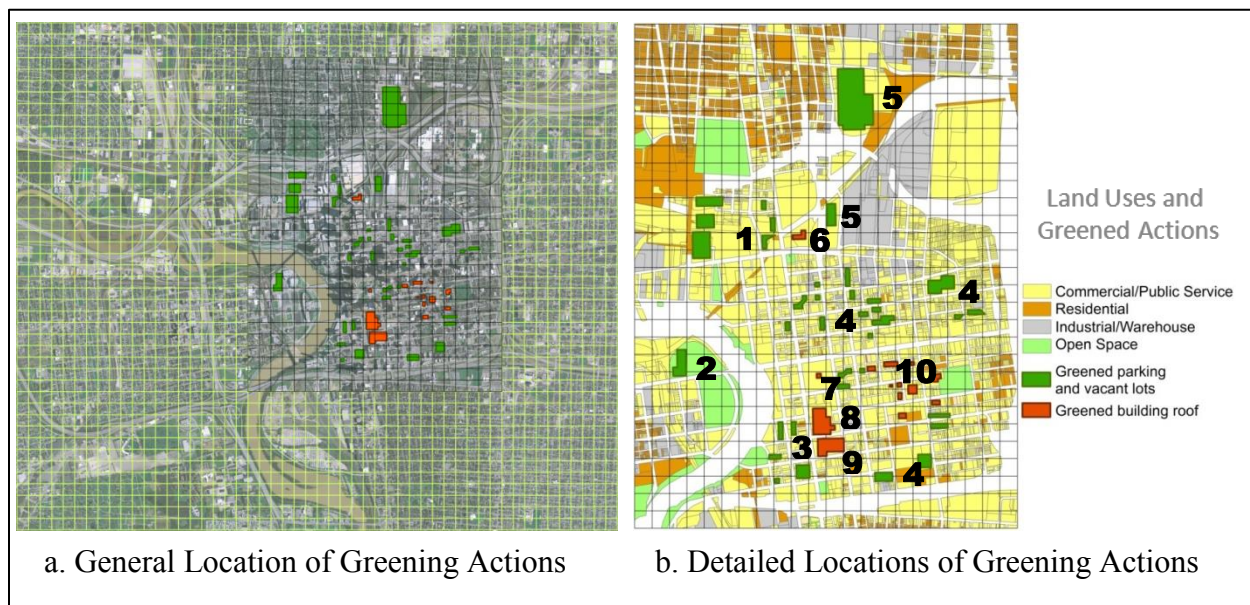 5
Land Uses and
Greened Actions
5
1
6
4
4
Commercial/Public Service
Residential
Industrial/Warehouse
Open Space
Greened parking
and vacant lots
Greened building roof
2
10
7
8
3
9
4
a. General Location of Greening Actions
b. Detailed Locations of Greening Actions